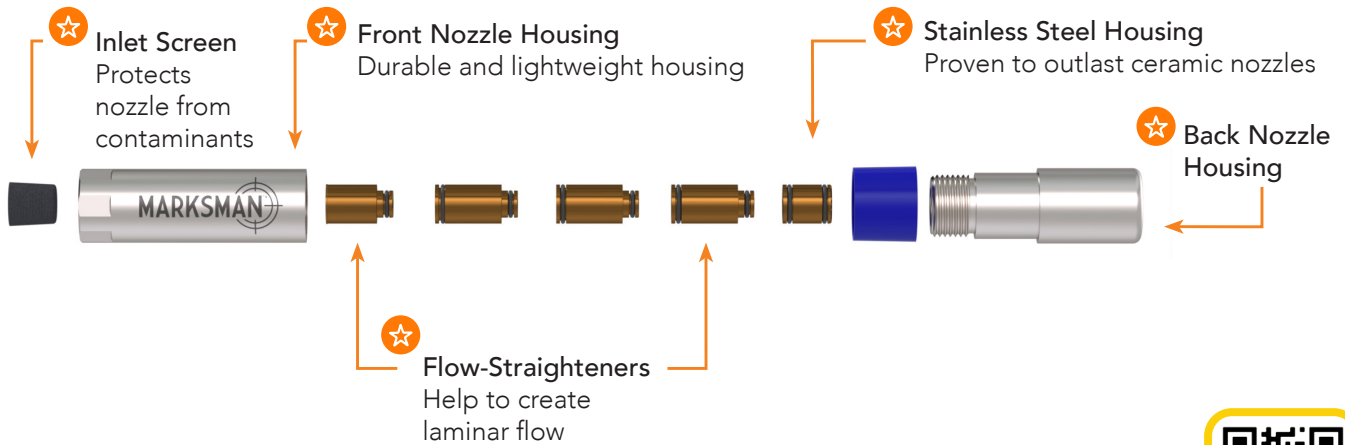 Inlet Screen
Protects
nozzle from
contaminants
Front Nozzle Housing
Durable and lightweight housing
Stainless Steel Housing
Proven to outlast ceramic nozzles
Back Nozzle
Housing
MARKSMAN
Flow-Straighteners
Help to create
laminar flow